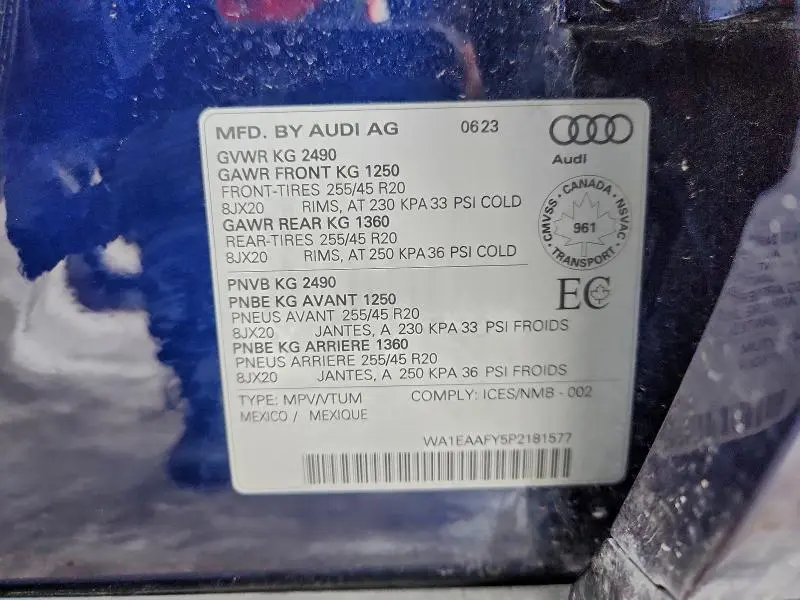 MFD. BY AUDI AG 0623
GVWR KG 2490
GAWR FRONT KG 1250
FRONT-TIRES 255/45 R20
8JX20 RIMS, AT 230 KPA 33 PSI COLD
GAWR REAR KG 1360
REAR-TIRES 255/45 R20
8JX20 RIMS, AT 250 KPA 36 PSI COLD
Audi
CANADA
CMVSS 961 NSVAC
TRANSPORT
PNVB KG 2490
PNBE KG AVANT 1250
PNEUS AVANT 255/45 R20
8JX20 JANTES, A 230 KPA 33 PSI FROIDS
PNBE KG ARRIERE 1360
PNEUS ARRIERE 255/45 R20
8JX20 JANTES, A 250 KPA 36 PSI FROIDS
EC
TYPE: MPV/VTUM COMPLY: ICES/NMB - 002
MEXICO / MEXIQUE
WA1EAAFY5P2181577